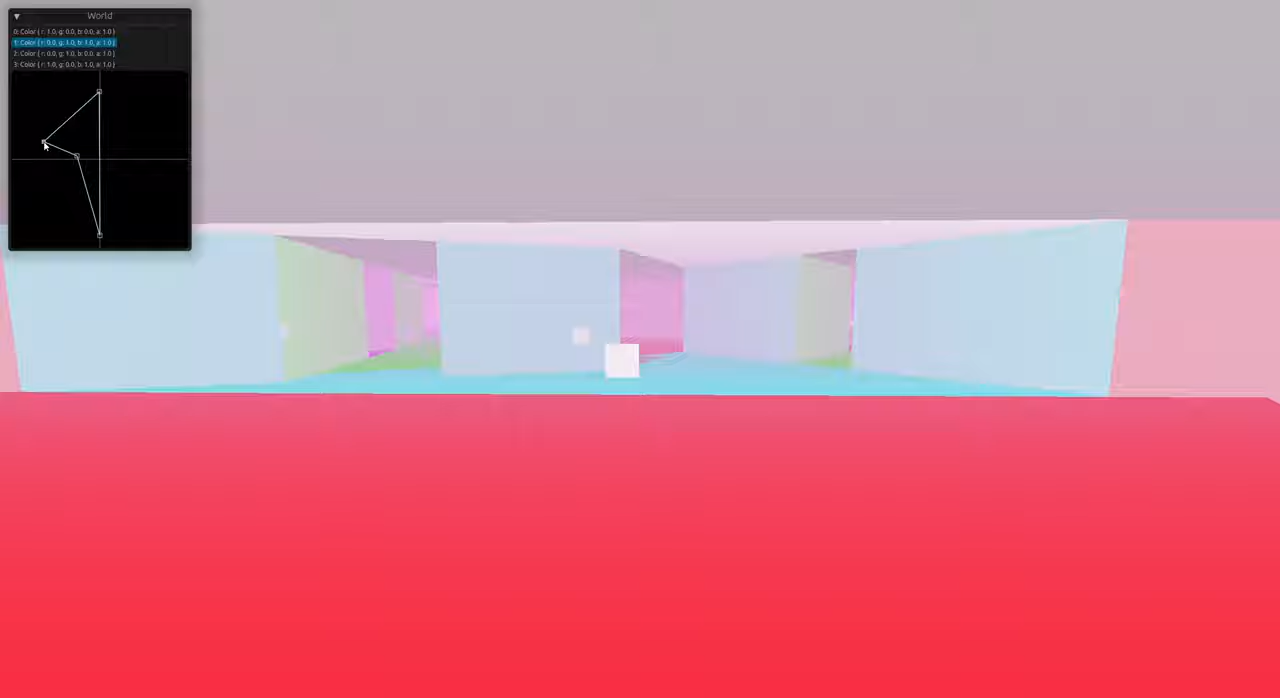 World
0: Color { r: 1.0, g: 0.0, b: 0.0, a: 1.0 }
1: Color { r: 0.0, g: 1.0, b: 1.0, a: 1.0 }
2: Color { r: 0.0, g: 1.0, b: 0.0, a: 1.0 }
3: Color { r: 1.0, g: 0.0, b: 1.0, a: 1.0 }